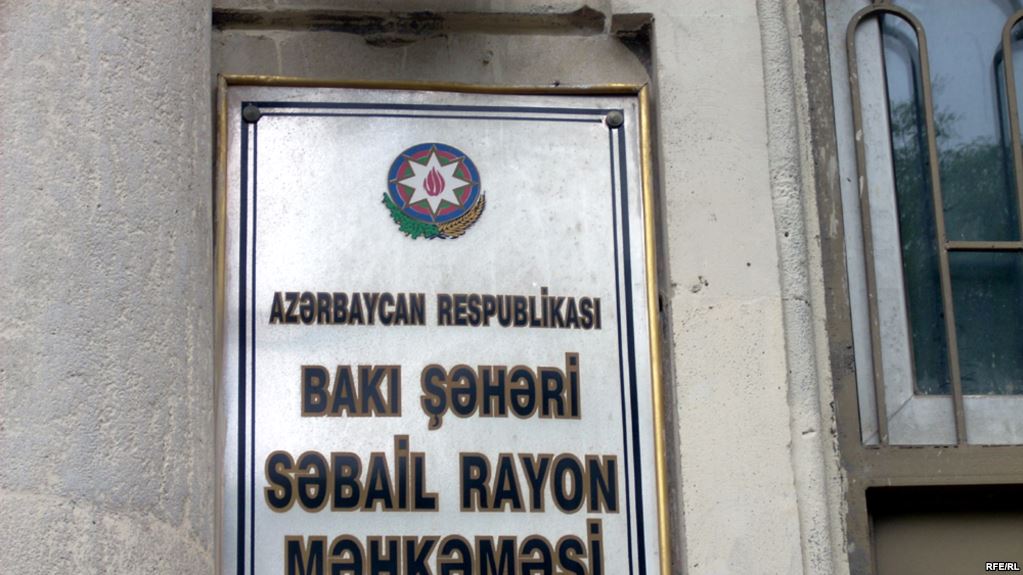 AZƏRBAYCAN RESPUBLİKASI
BAKI ŞƏHƏRİ
SƏBAİL RAYON
MƏHKƏMƏSİ
RFE/RL